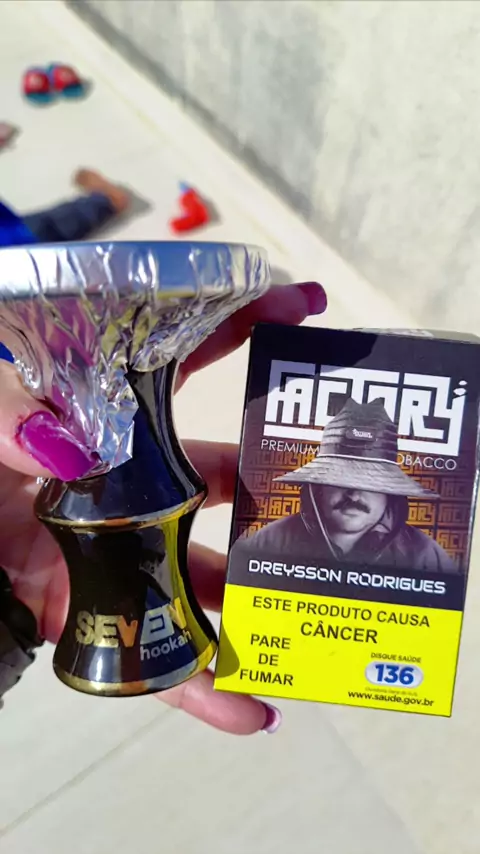 SEVEN
hookah
FACTORY
PREMIUM
TOBACCO
DREYSSON RODRIGUES
ESTE PRODUTO CAUSA
CÂNCER
PARE
DE
FUMAR
DISQUE SAÚDE
136
www.saude.gov.br